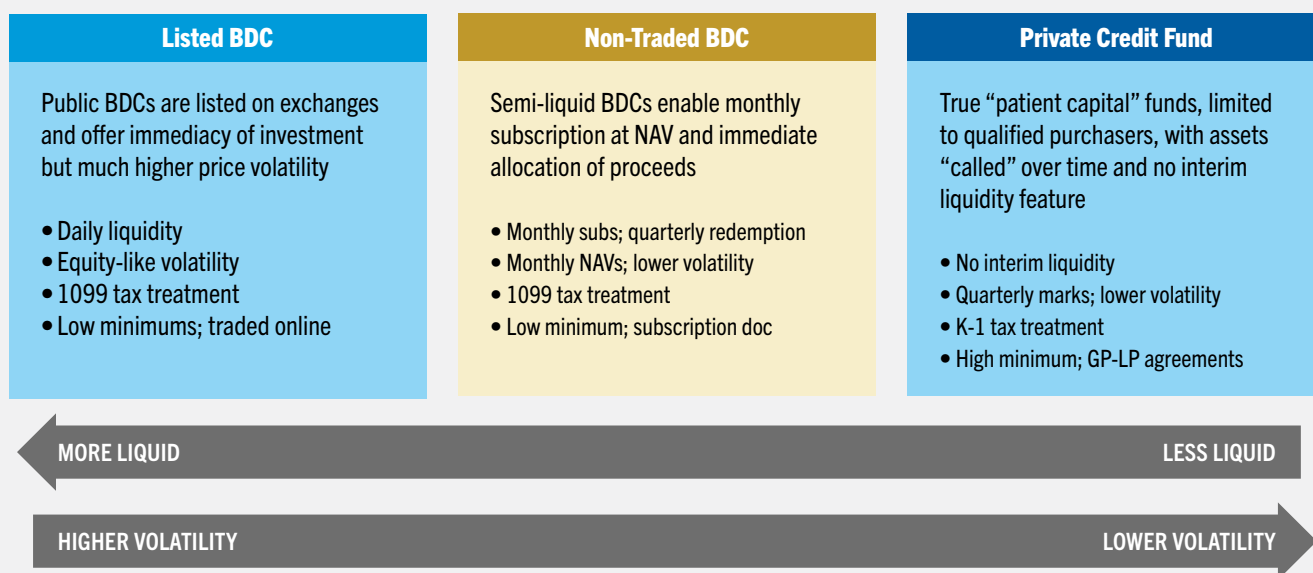 Listed BDC
Public BDCs are listed on exchanges
and offer immediacy of investment
but much higher price volatility
• Daily liquidity
• Equity-like volatility
• 1099 tax treatment
• Low minimums; traded online
Non-Traded BDC
Semi-liquid BDCs enable monthly
subscription at NAV and immediate
allocation of proceeds
• Monthly subs; quarterly redemption
• Monthly NAVs; lower volatility
• 1099 tax treatment
• Low minimum; subscription doc
Private Credit Fund
True “patient capital” funds, limited
to qualified purchasers, with assets
“called” over time and no interim
liquidity feature
• No interim liquidity
• Quarterly marks; lower volatility
• K-1 tax treatment
• High minimum; GP-LP agreements
MORE LIQUID LESS LIQUID
HIGHER VOLATILITY LOWER VOLATILITY